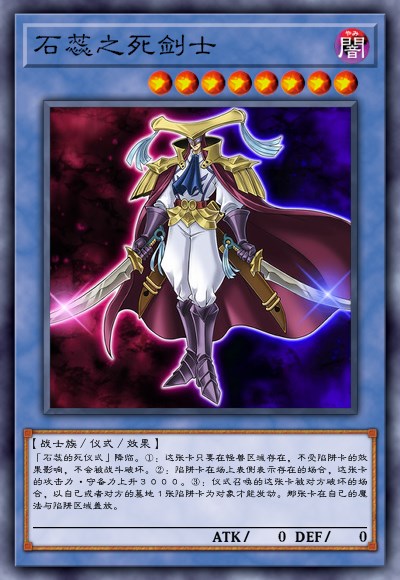 石蕊之死剑士
やみ
闇
【战士族／仪式／效果】
「石蕊的死仪式」降临。①：这张卡只要在怪兽区域存在，不受陷阱卡的效
果影响，不会被战斗破坏。②：陷阱卡在场上表侧表示存在的场合，这张卡
的攻击力·守备力上升３０００。③：仪式召唤的这张卡被对方破坏的场
合，以自己或者对方的墓地１张陷阱卡为对象才能发动。那张卡在自己的魔
法与陷阱区域盖放。
ATK/ 0 DEF/ 0